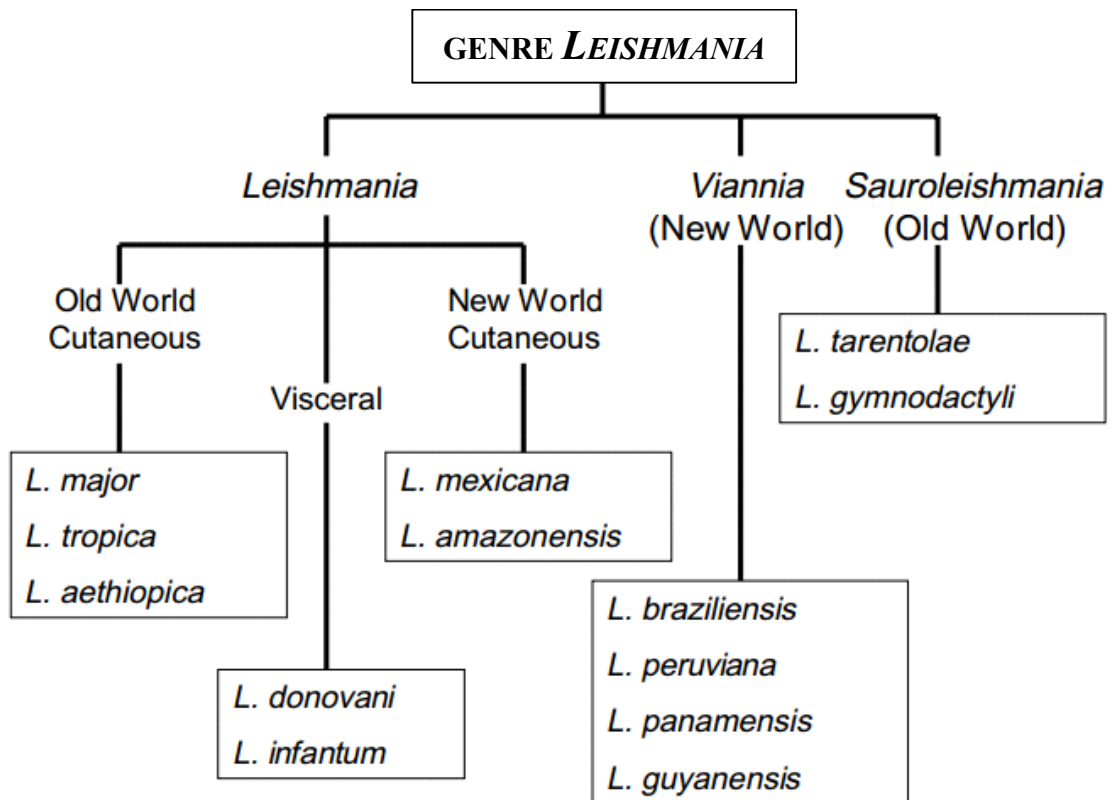 GENRE LEISHMANIA
Leishmania
Viannia
(New World)
Sauroleishmania
(Old World)
Old World
Cutaneous
Visceral
New World
Cutaneous
L. major
L. tropica
L. aethiopica
L. donovani
L. infantum
L. mexicana
L. amazonensis
L. braziliensis
L. peruviana
L. panamensis
L. guyanensis
L. tarentolae
L. gymnodactyli